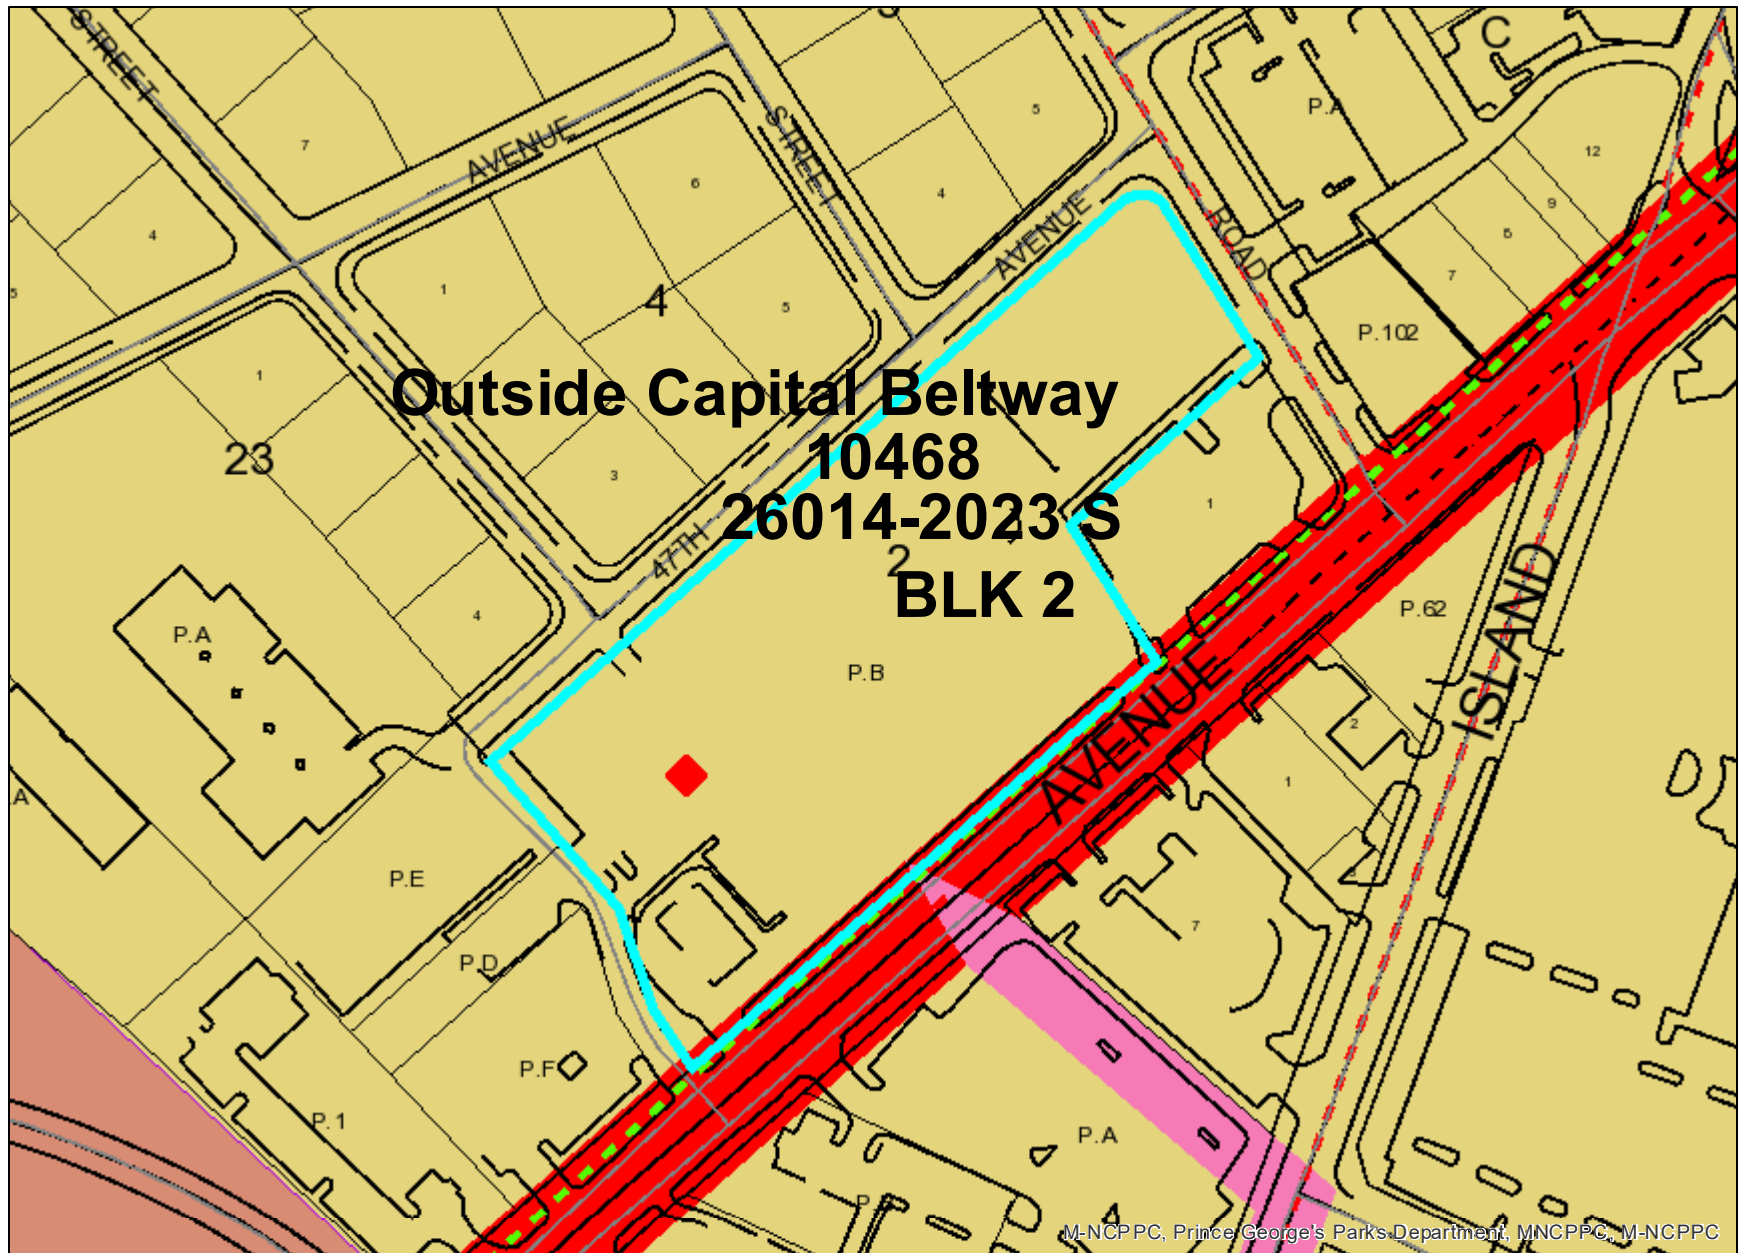 STREET
C
P.A
7
AVENUE
STREET
5
12
6
4
9
4
AVENUE
ROAD
5
7
1
4
5
P.102
Outside Capital Beltway
1
10468
23
3
26014-2023 S
1
47TH
2
BLK 2
4
P.62
P.A
ISLAND
P.B
AVENUE
2
1
A
P.E
7
P.D
P.F
P.1
P.A
M-NCPPC, Prince George's Parks Department, MNCPPC, M-NCPPC